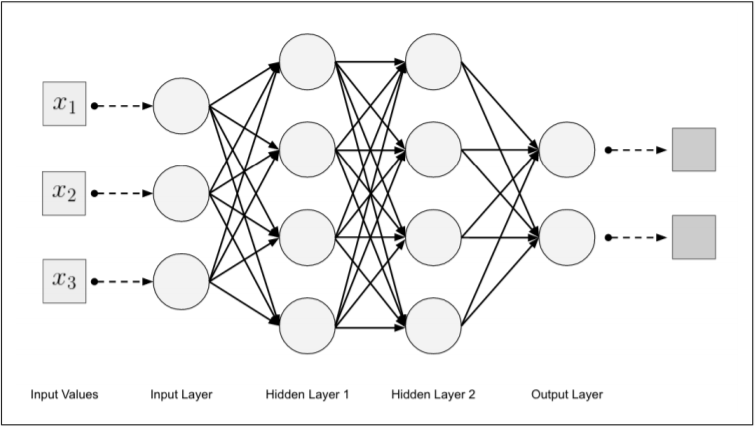 x₁
x₂
x₃
Input Values
Input Layer
Hidden Layer 1
Hidden Layer 2
Output Layer